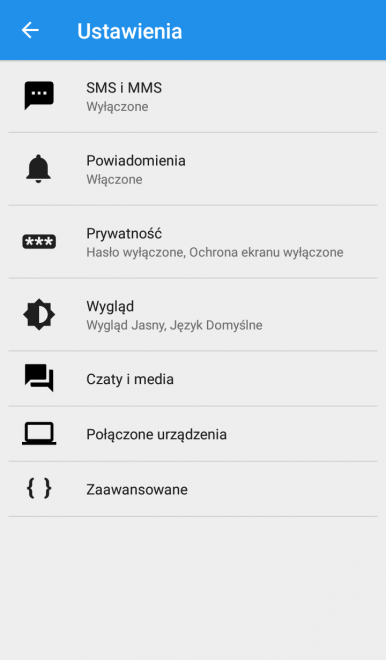 Ustawienia
SMS i MMS
Wyłączone
Powiadomienia
Włączone
Prywatność
Hasło wyłączone, Ochrona ekranu wyłączone
Wygląd
Wygląd Jasny, Język Domyślne
Czaty i media
Połączone urządzenia
Zaawansowane